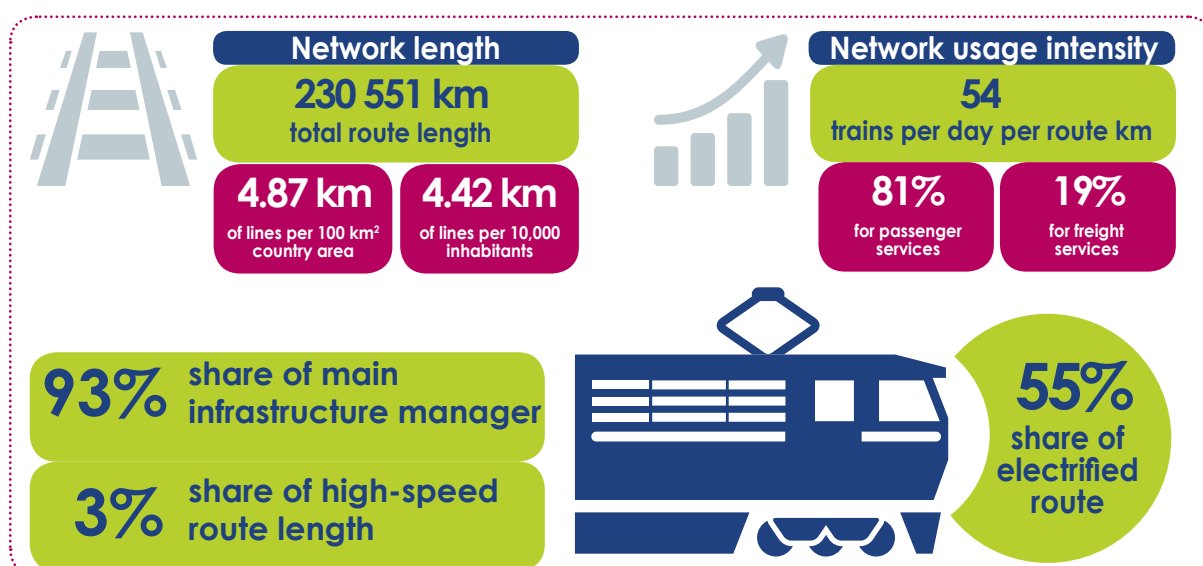 Network length
230 551 km
total route length
4.87 km
of lines per 100 km²
country area
4.42 km
of lines per 10,000
inhabitants
Network usage intensity
54
trains per day per route km
81%
for passenger
services
19%
for freight
services
93%
share of main
infrastructure manager
3%
share of high-speed
route length
55%
share of
electrified
route